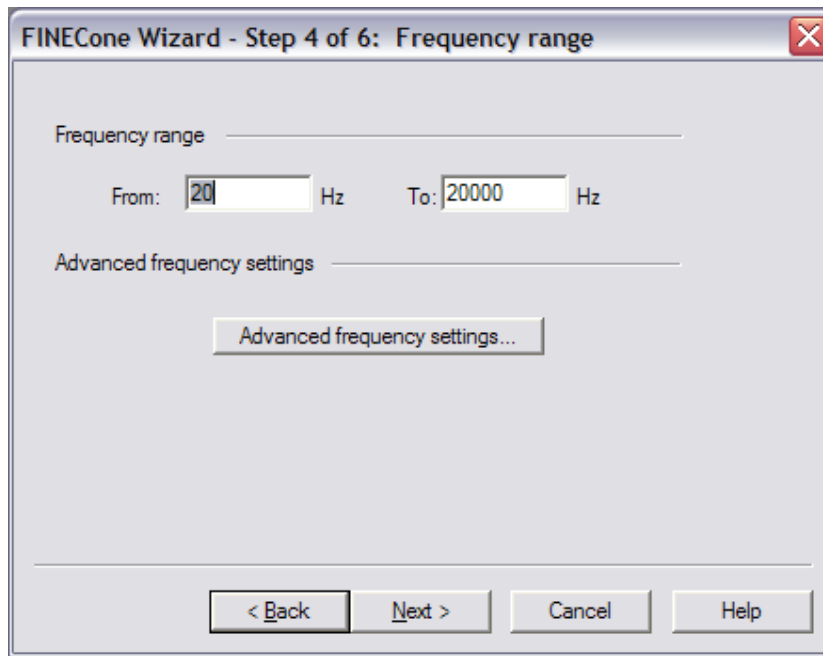 FINECone Wizard - Step 4 of 6: Frequency range
Frequency range
From: 20 Hz To: 20000 Hz
Advanced frequency settings
Advanced frequency settings...
< Back Next > Cancel Help